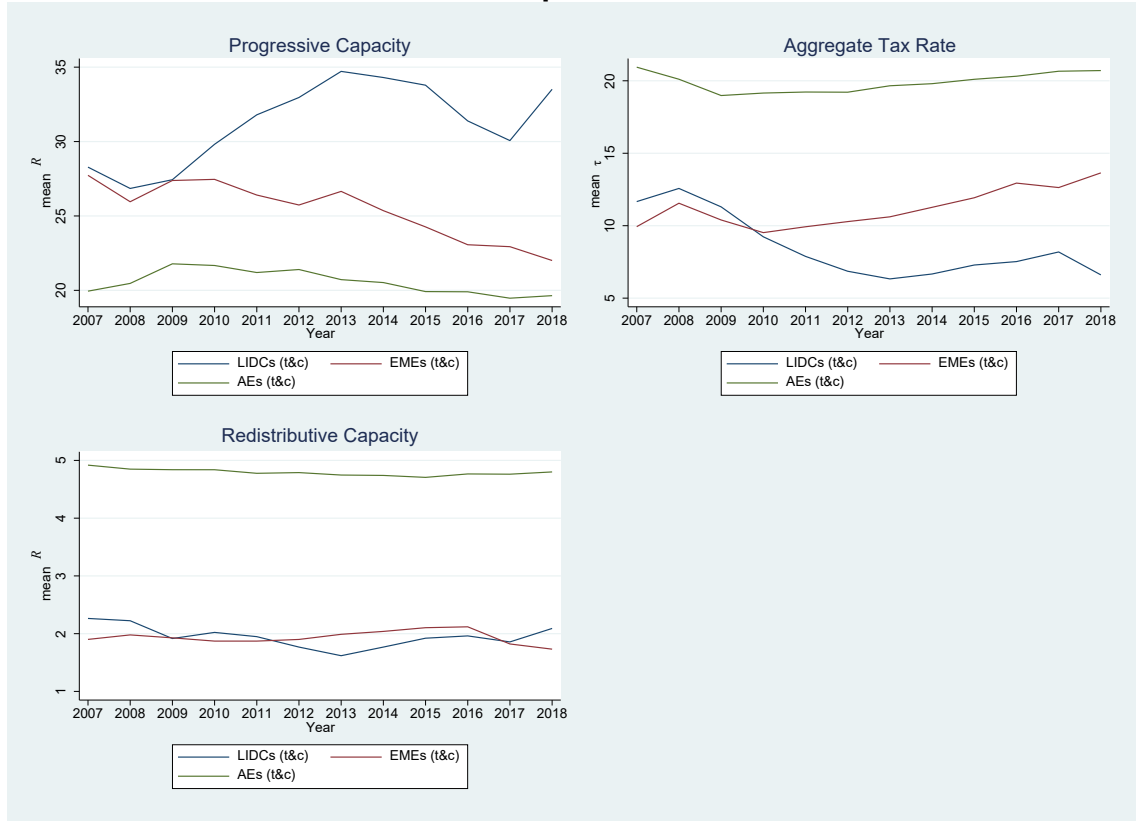 Progressive Capacity
35
30
25
20
mean R
2007 2008 2009 2010 2011 2012 2013 2014 2015 2016 2017 2018
Year
LIDCs (t&c) EMEs (t&c)
AEs (t&c)
Aggregate Tax Rate
20
15
10
5
mean τ
2007 2008 2009 2010 2011 2012 2013 2014 2015 2016 2017 2018
Year
LIDCs (t&c) EMEs (t&c)
AEs (t&c)
Redistributive Capacity
5
4
3
2
1
mean R
2007 2008 2009 2010 2011 2012 2013 2014 2015 2016 2017 2018
Year
LIDCs (t&c) EMEs (t&c)
AEs (t&c)